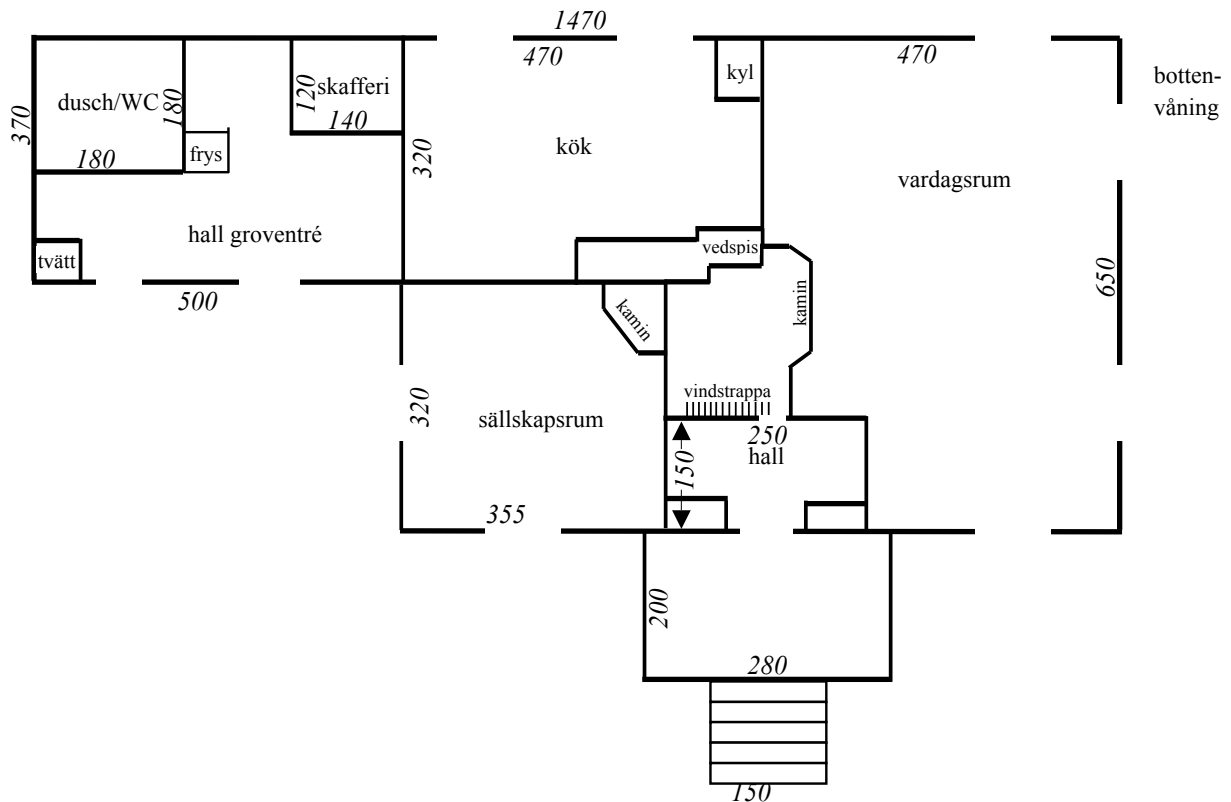 1470
470
470
botten-
våning
kyl
skafferi
120
140
dusch/WC
180
180
370
frys
320
kök
vardagsrum
hall groventré
tvätt
500
vedspis
kamin
kamin
650
vindstrappa
320
sällskapsrum
250
hall
150
355
200
280
150